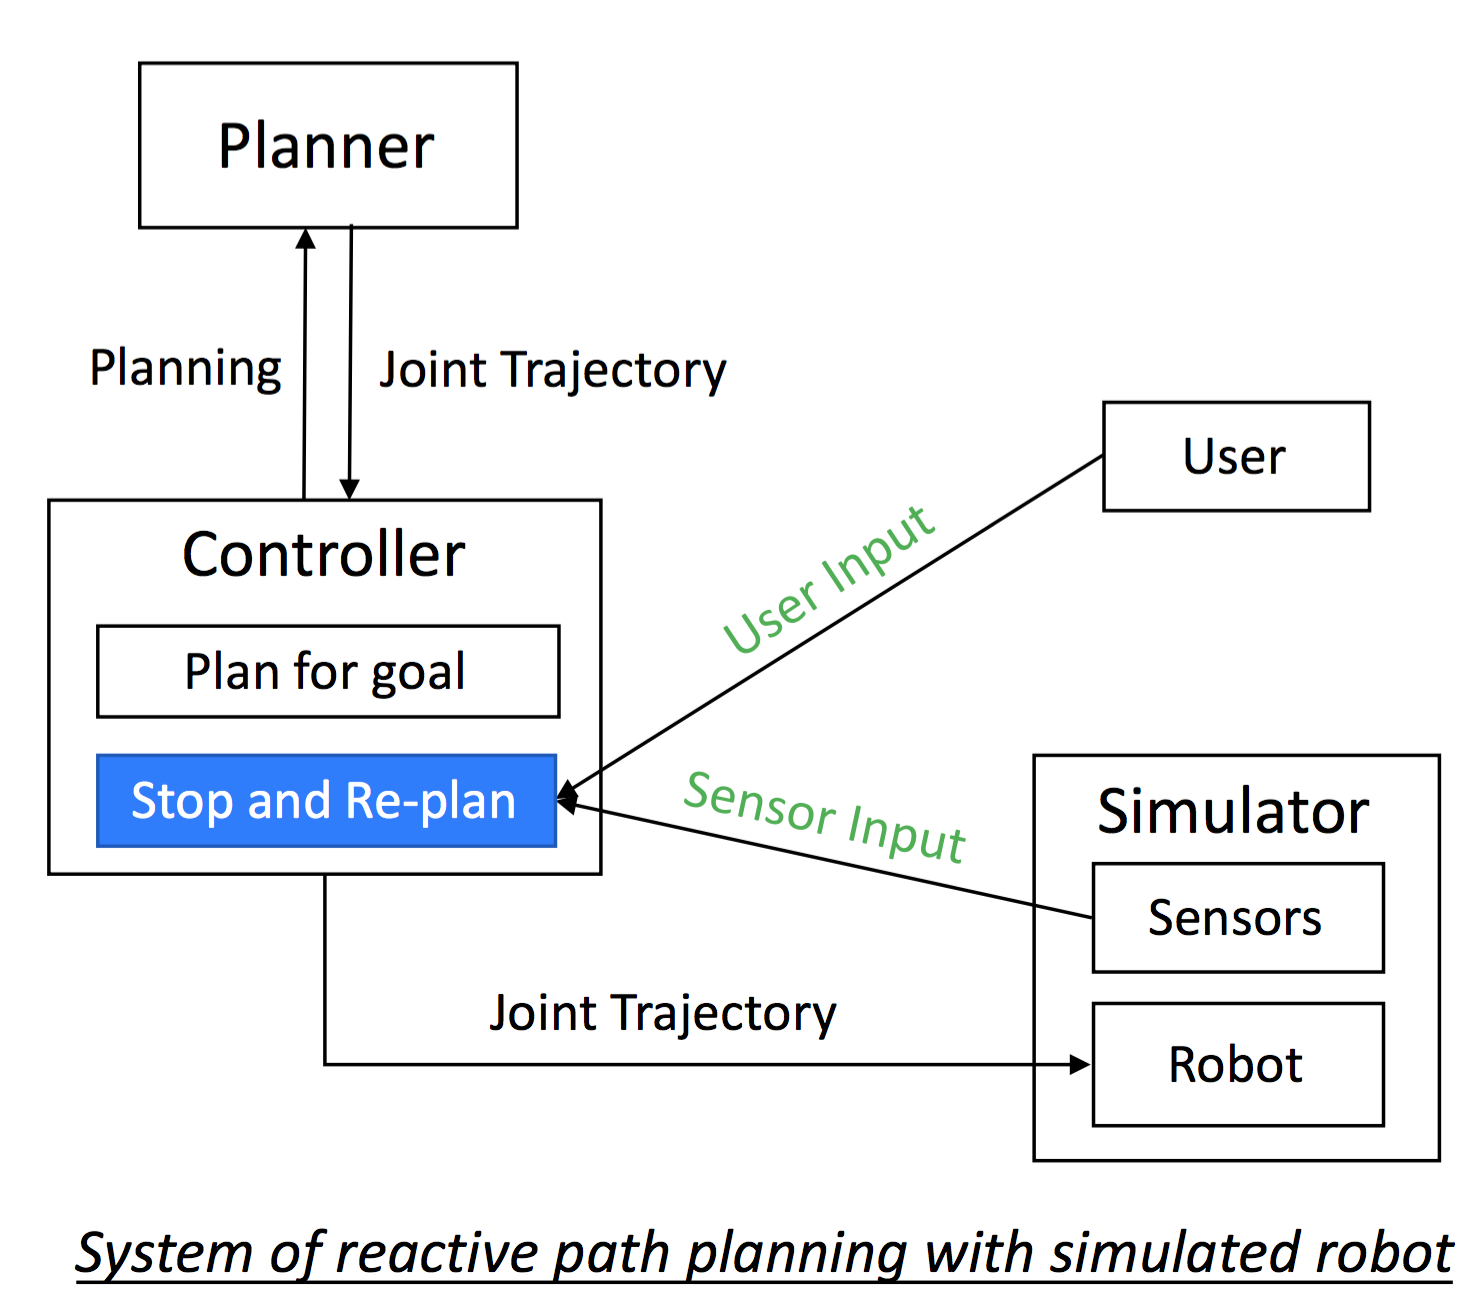 Planner
Planning
Joint Trajectory
User
User Input
Controller
Plan for goal
Stop and Re-plan
Sensor Input
Simulator
Sensors
Robot
Joint Trajectory
System of reactive path planning with simulated robot